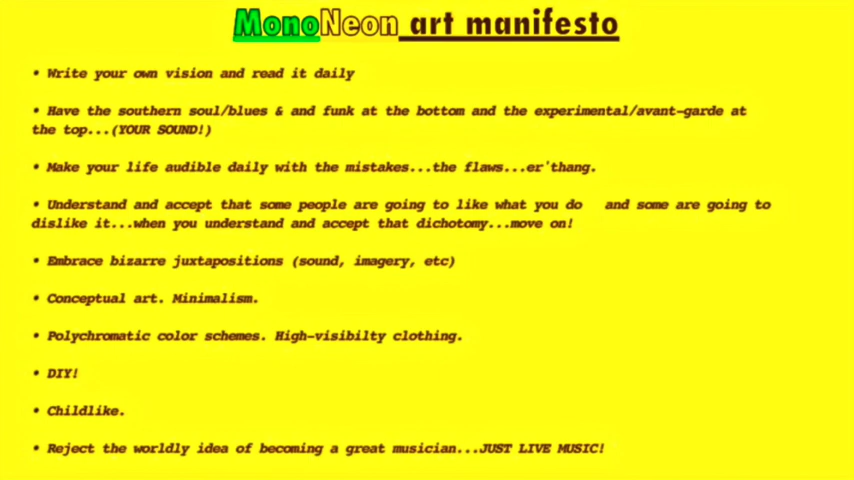 MonoNeon art manifesto
• Write your own vision and read it daily
• Have the southern soul/blues & and funk at the bottom and the experimental/avant-garde at
the top...(YOUR SOUND!)
• Make your life audible daily with the mistakes...the flaws...er'thang.
• Understand and accept that some people are going to like what you do   and some are going to
dislike it...when you understand and accept that dichotomy...move on!
• Embrace bizarre juxtapositions (sound, imagery, etc)
• Conceptual art. Minimalism.
• Polychromatic color schemes. High-visibilty clothing.
• DIY!
• Childlike.
• Reject the worldly idea of becoming a great musician...JUST LIVE MUSIC!